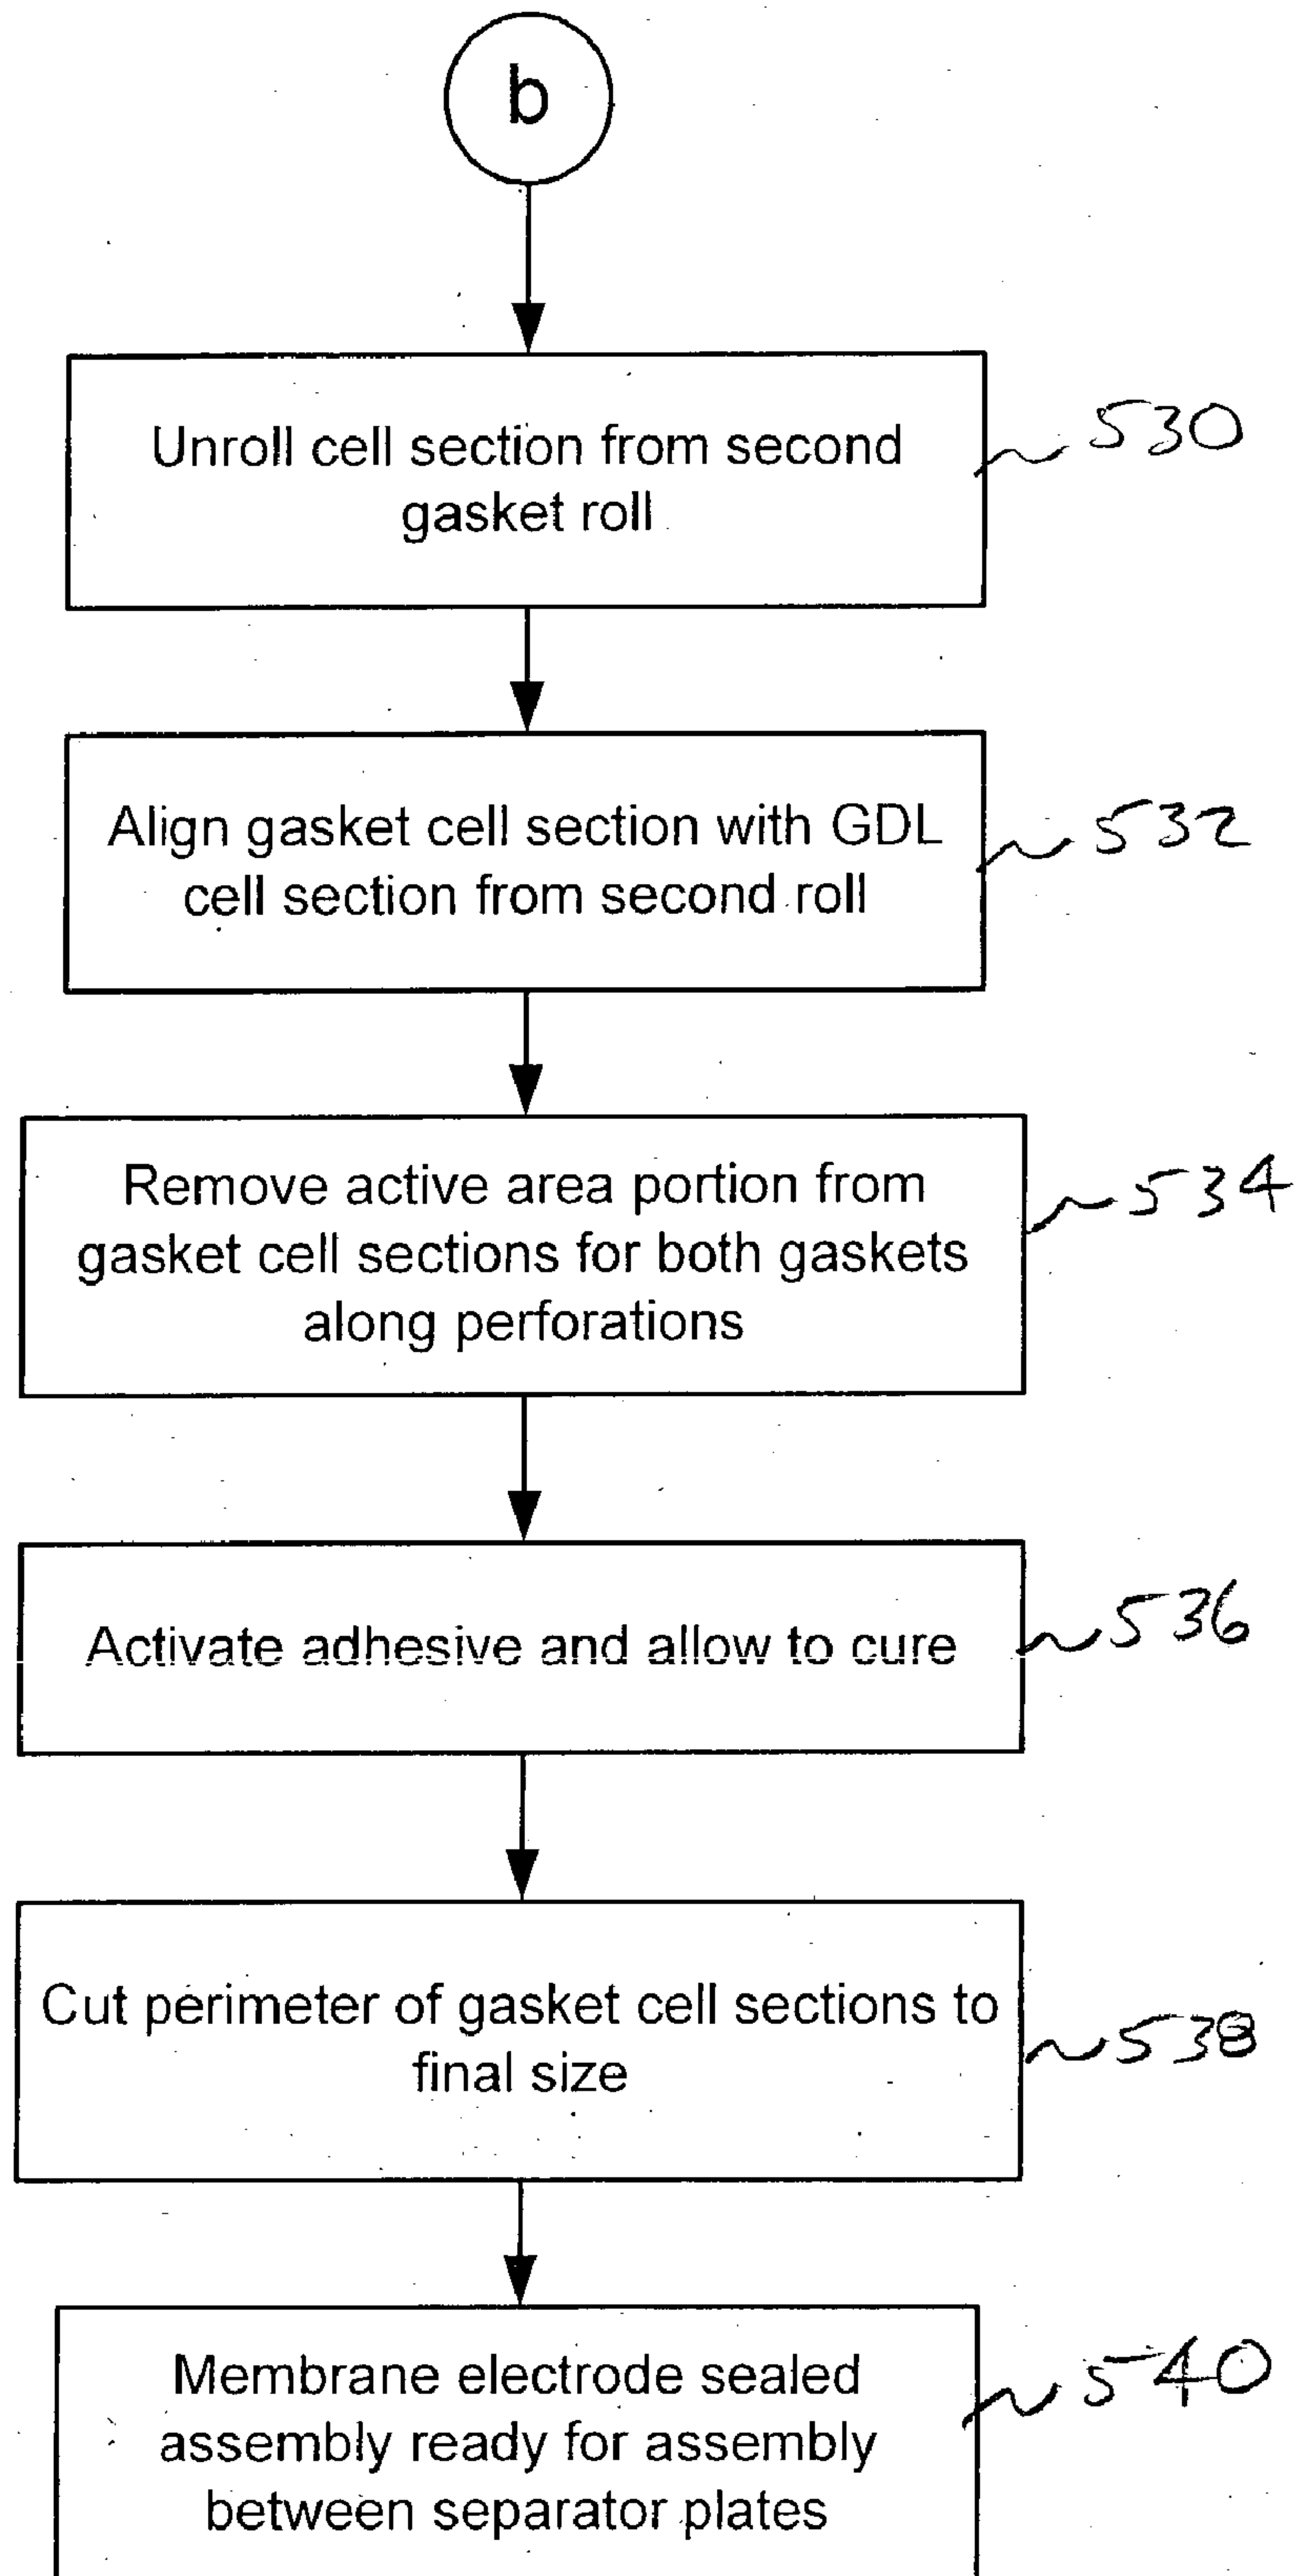 b
Unroll cell section from second
gasket roll
530
Align gasket cell section with GDL
cell section from second roll
532
Remove active area portion from
gasket cell sections for both gaskets
along perforations
534
Activate adhesive and allow to cure
536
Cut perimeter of gasket cell sections to
final size
538
Membrane electrode sealed
assembly ready for assembly
between separator plates
540